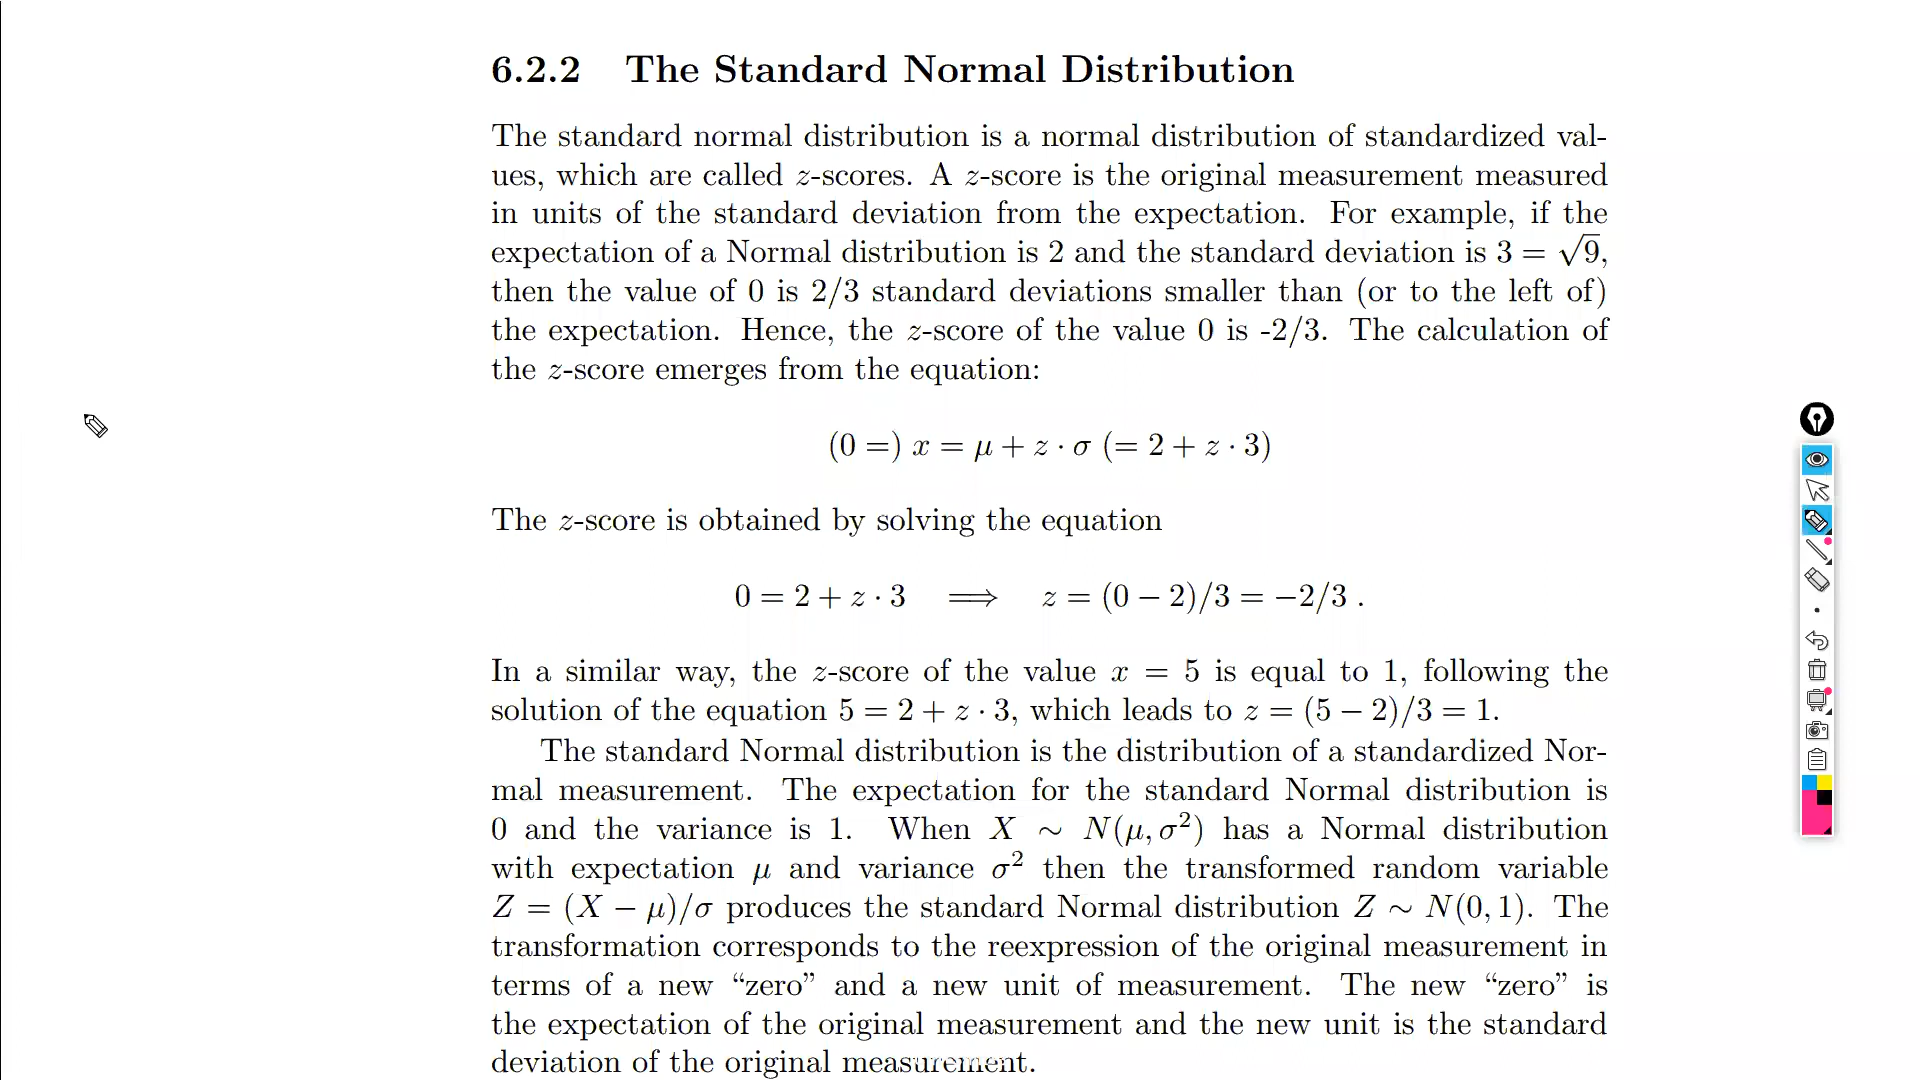 6.2.2 The Standard Normal Distribution
The standard normal distribution is a normal distribution of standardized val-
ues, which are called z-scores. A z-score is the original measurement measured
in units of the standard deviation from the expectation. For example, if the
expectation of a Normal distribution is 2 and the standard deviation is 3 = √9,
then the value of 0 is 2/3 standard deviations smaller than (or to the left of)
the expectation. Hence, the z-score of the value 0 is -2/3. The calculation of
the z-score emerges from the equation:
(0 =) x = μ + z · σ (= 2 + z · 3)
The z-score is obtained by solving the equation
0 = 2 + z · 3 ⟹ z = (0 − 2)/3 = −2/3 .
In a similar way, the z-score of the value x = 5 is equal to 1, following the
solution of the equation 5 = 2 + z · 3, which leads to z = (5 − 2)/3 = 1.
The standard Normal distribution is the distribution of a standardized Nor-
mal measurement. The expectation for the standard Normal distribution is
0 and the variance is 1. When X ∼ N(μ, σ²) has a Normal distribution
with expectation μ and variance σ² then the transformed random variable
Z = (X − μ)/σ produces the standard Normal distribution Z ∼ N(0, 1). The
transformation corresponds to the reexpression of the original measurement in
terms of a new “zero” and a new unit of measurement. The new “zero” is
the expectation of the original measurement and the new unit is the standard
deviation of the original measurement.